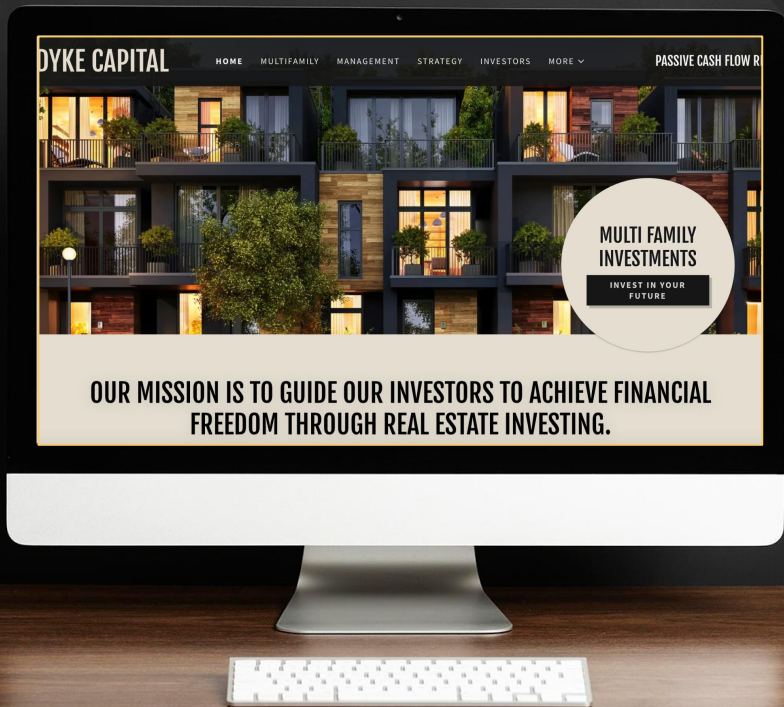 DYKE CAPITAL
HOME MULTIFAMILY MANAGEMENT STRATEGY INVESTORS MORE
PASSIVE CASH FLOW
MULTI FAMILY
INVESTMENTS
INVEST IN YOUR
FUTURE
OUR MISSION IS TO GUIDE OUR INVESTORS TO ACHIEVE FINANCIAL
FREEDOM THROUGH REAL ESTATE INVESTING.